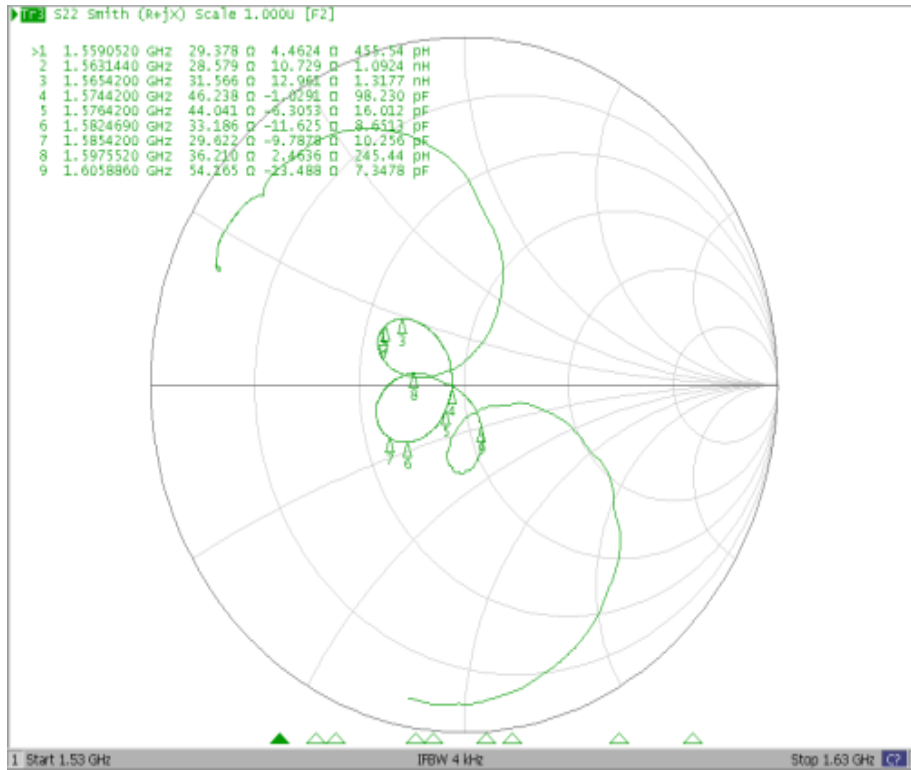 Tr3 S22 Smith (R+jX) Scale 1.000U [F2]
>1 1.5590520 GHz 29.378 Ω 4.4624 Ω 455.54 pH
2 1.5631440 GHz 28.579 Ω 10.729 Ω 1.0924 nH
3 1.5654200 GHz 31.566 Ω 12.961 Ω 1.3177 nH
4 1.5744200 GHz 46.238 Ω -1.0291 Ω 98.230 pF
5 1.5764200 GHz 44.041 Ω -6.3053 Ω 16.012 pF
6 1.5824690 GHz 33.186 Ω -11.625 Ω 8.6513 pF
7 1.5854200 GHz 29.622 Ω -9.7878 Ω 10.256 pF
8 1.5975520 GHz 36.210 Ω 2.4636 Ω 245.44 pH
9 1.6058860 GHz 54.165 Ω -13.488 Ω 7.3478 pF
3
8
4
5
7
6
1 Start 1.53 GHz IFBW 4 kHz Stop 1.63 GHz C?